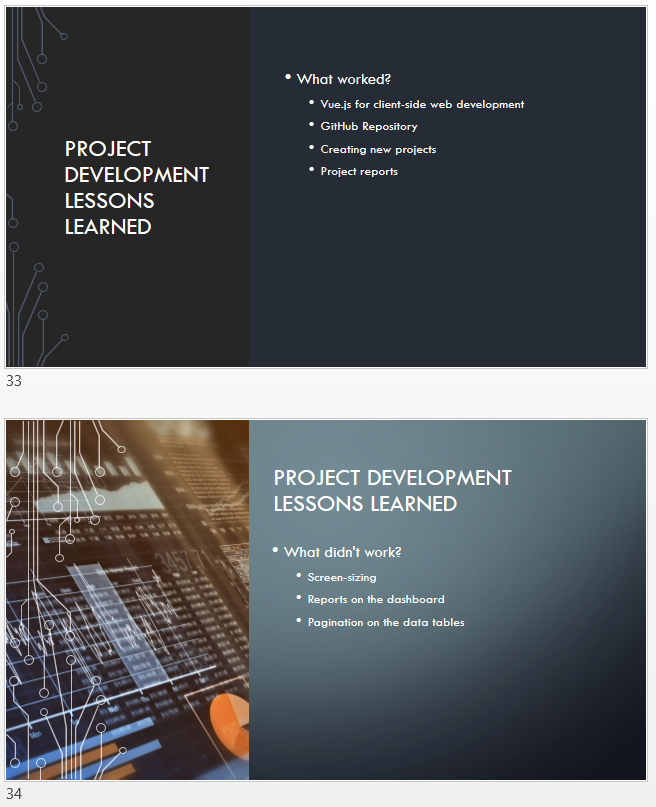 PROJECT
DEVELOPMENT
LESSONS
LEARNED
• What worked?
• Vue.js for client-side web development
• GitHub Repository
• Creating new projects
• Project reports
33
PROJECT DEVELOPMENT
LESSONS LEARNED
• What didn't work?
• Screen-sizing
• Reports on the dashboard
• Pagination on the data tables
Mon
34